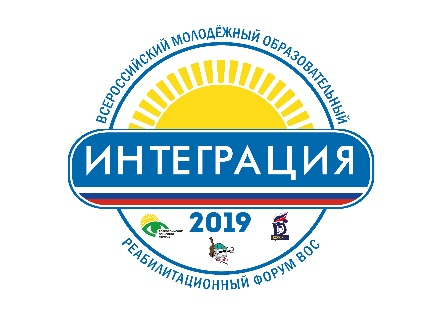 ВСЕРОССИЙСКИЙ МОЛОДЁЖНЫЙ ОБРАЗОВАТЕЛЬНЫЙ
ИНТЕГРАЦИЯ
2019
РЕАБИЛИТАЦИОННЫЙ ФОРУМ ВОС